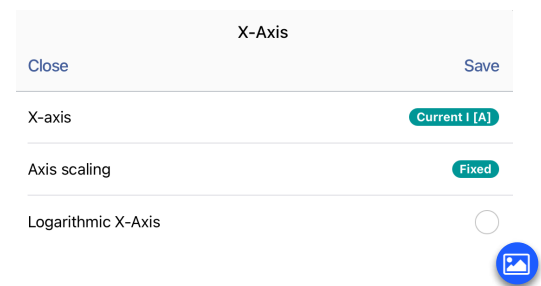 X-Axis
Close Save
X-axis Current I [A]
Axis scaling Fixed
Logarithmic X-Axis